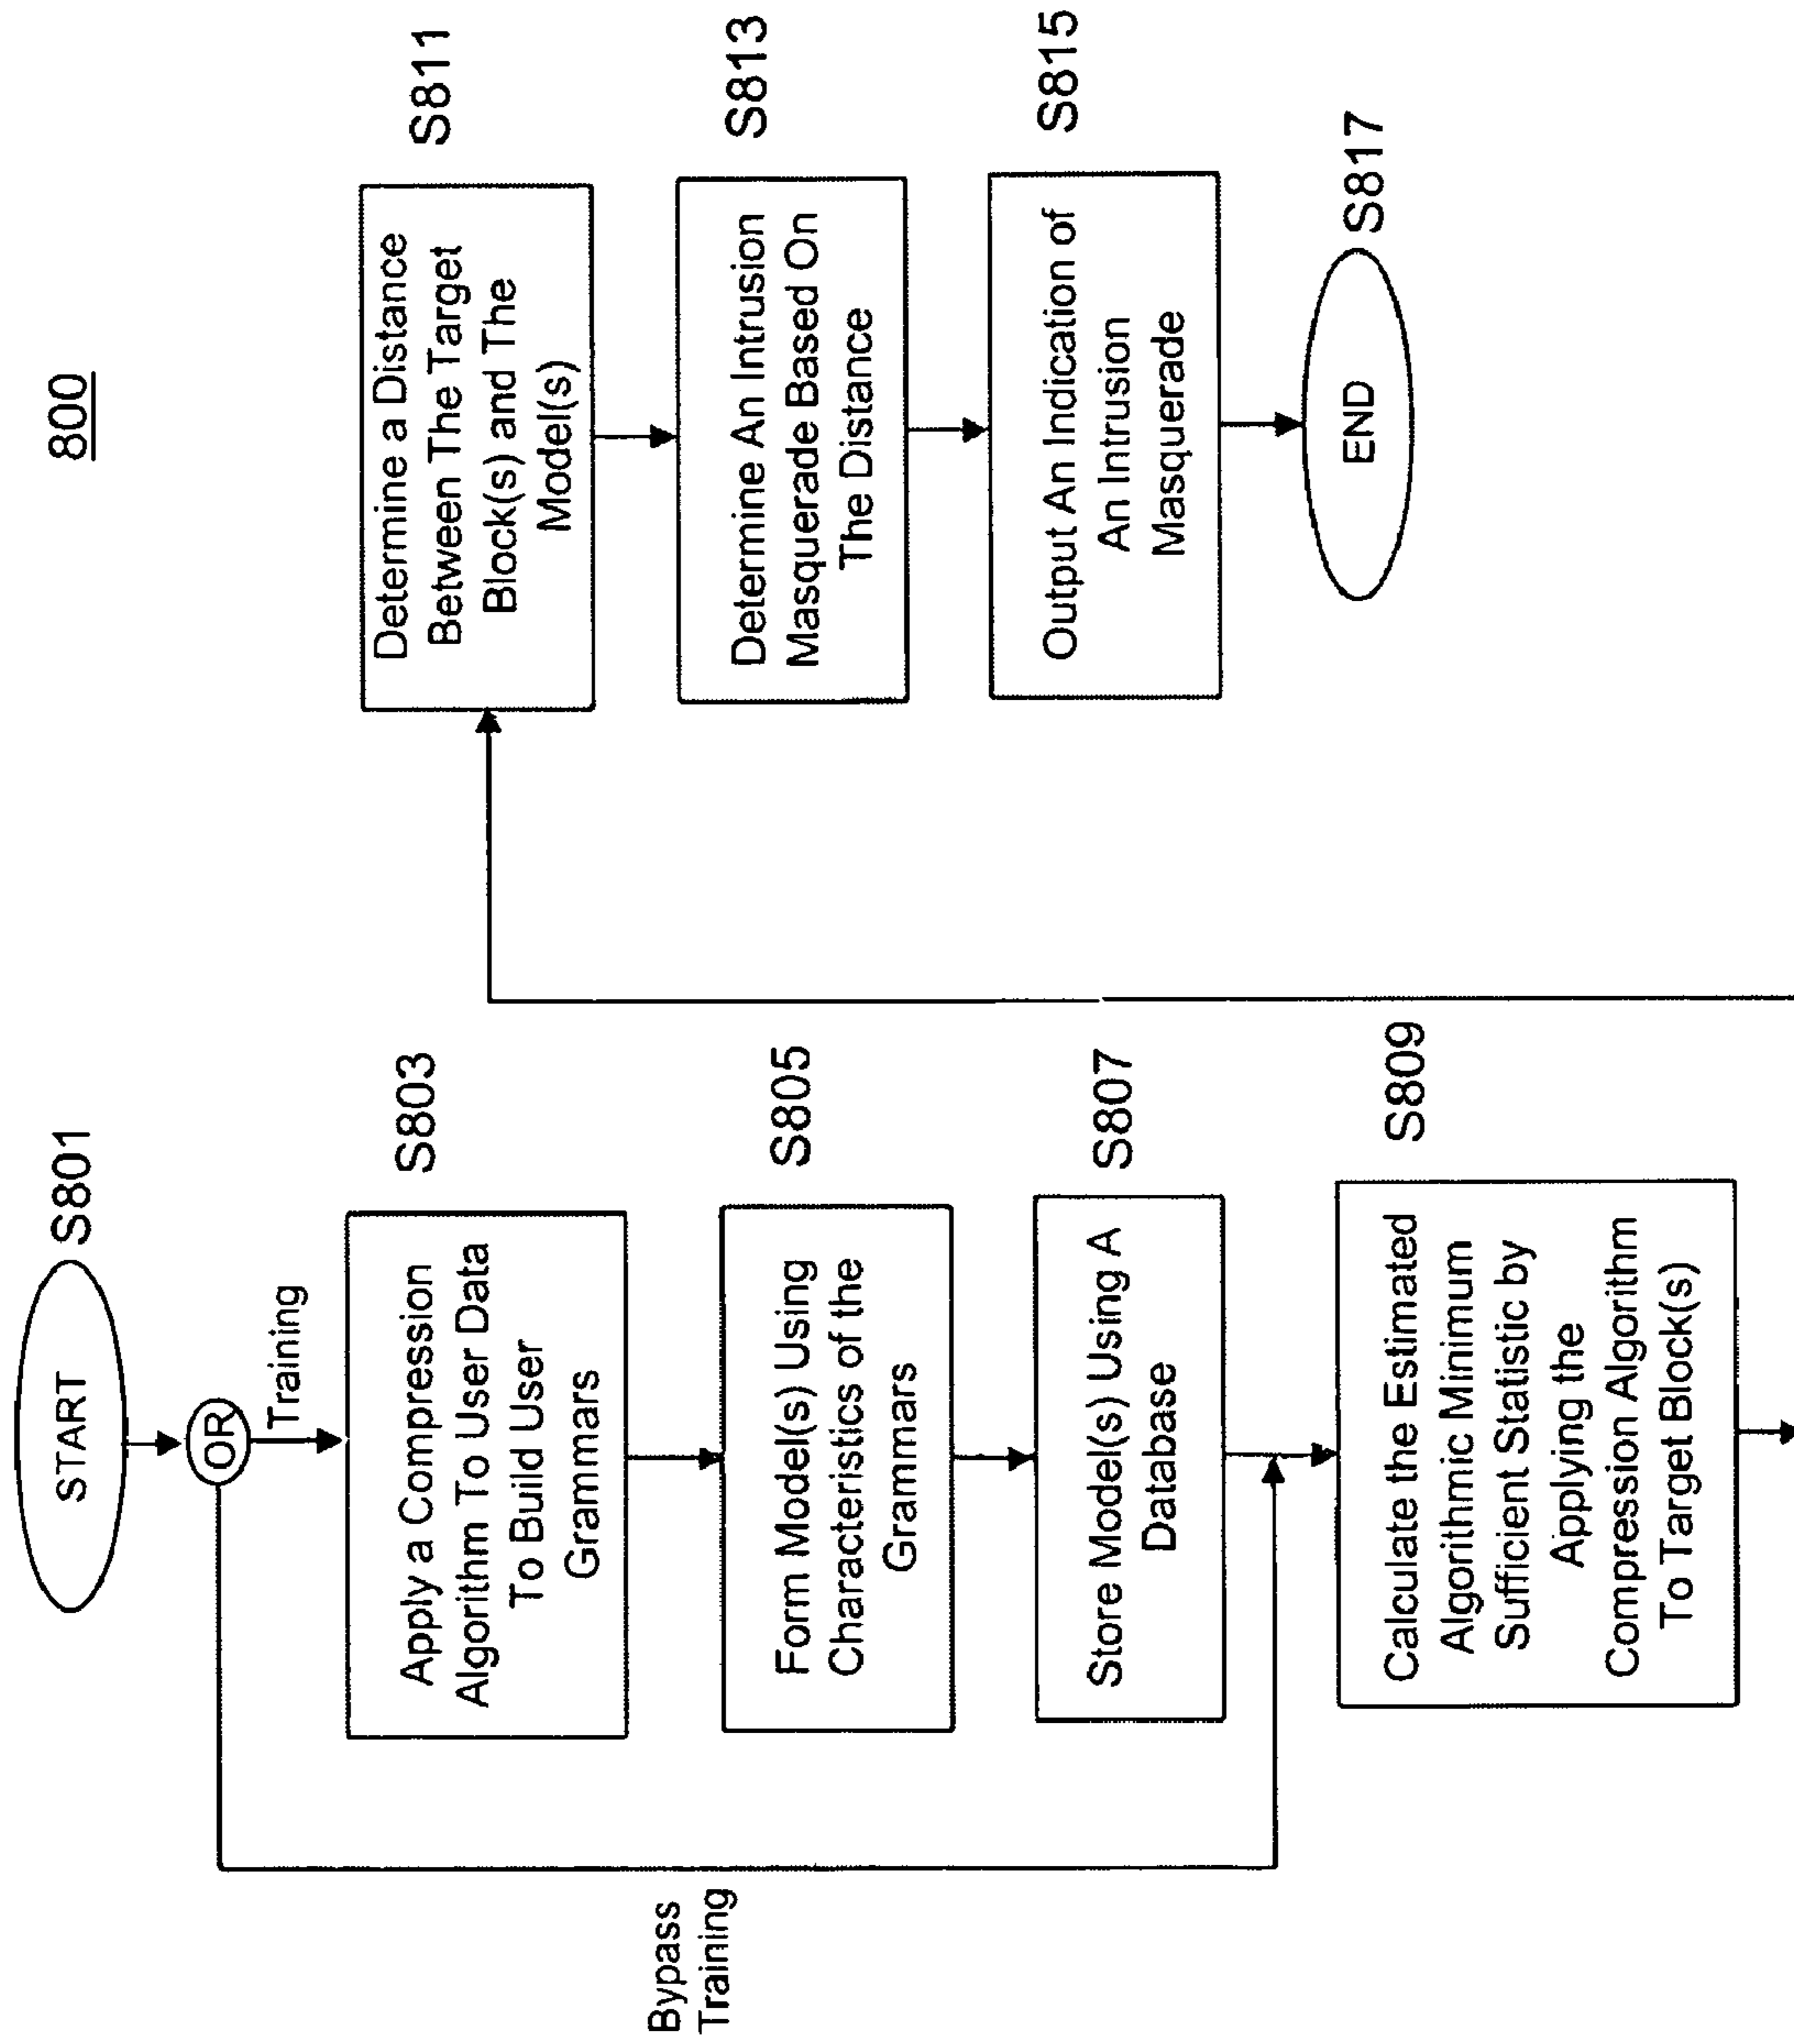 800
START
S801
OR
Training
Bypass
Training
Apply a Compression
Algorithm To User Data
To Build User
Grammars
S803
Form Model(s) Using
Characteristics of the
Grammars
S805
Store Model(s) Using A
Database
S807
Calculate the Estimated
Algorithmic Minimum
Sufficient Statistic by
Applying the
Compression Algorithm
To Target Block(s)
S809
Determine a Distance
Between The Target
Block(s) and The
Model(s)
S811
Determine An Intrusion
Masquerade Based On
The Distance
S813
Output An Indication of
An Intrusion
Masquerade
S815
END
S817